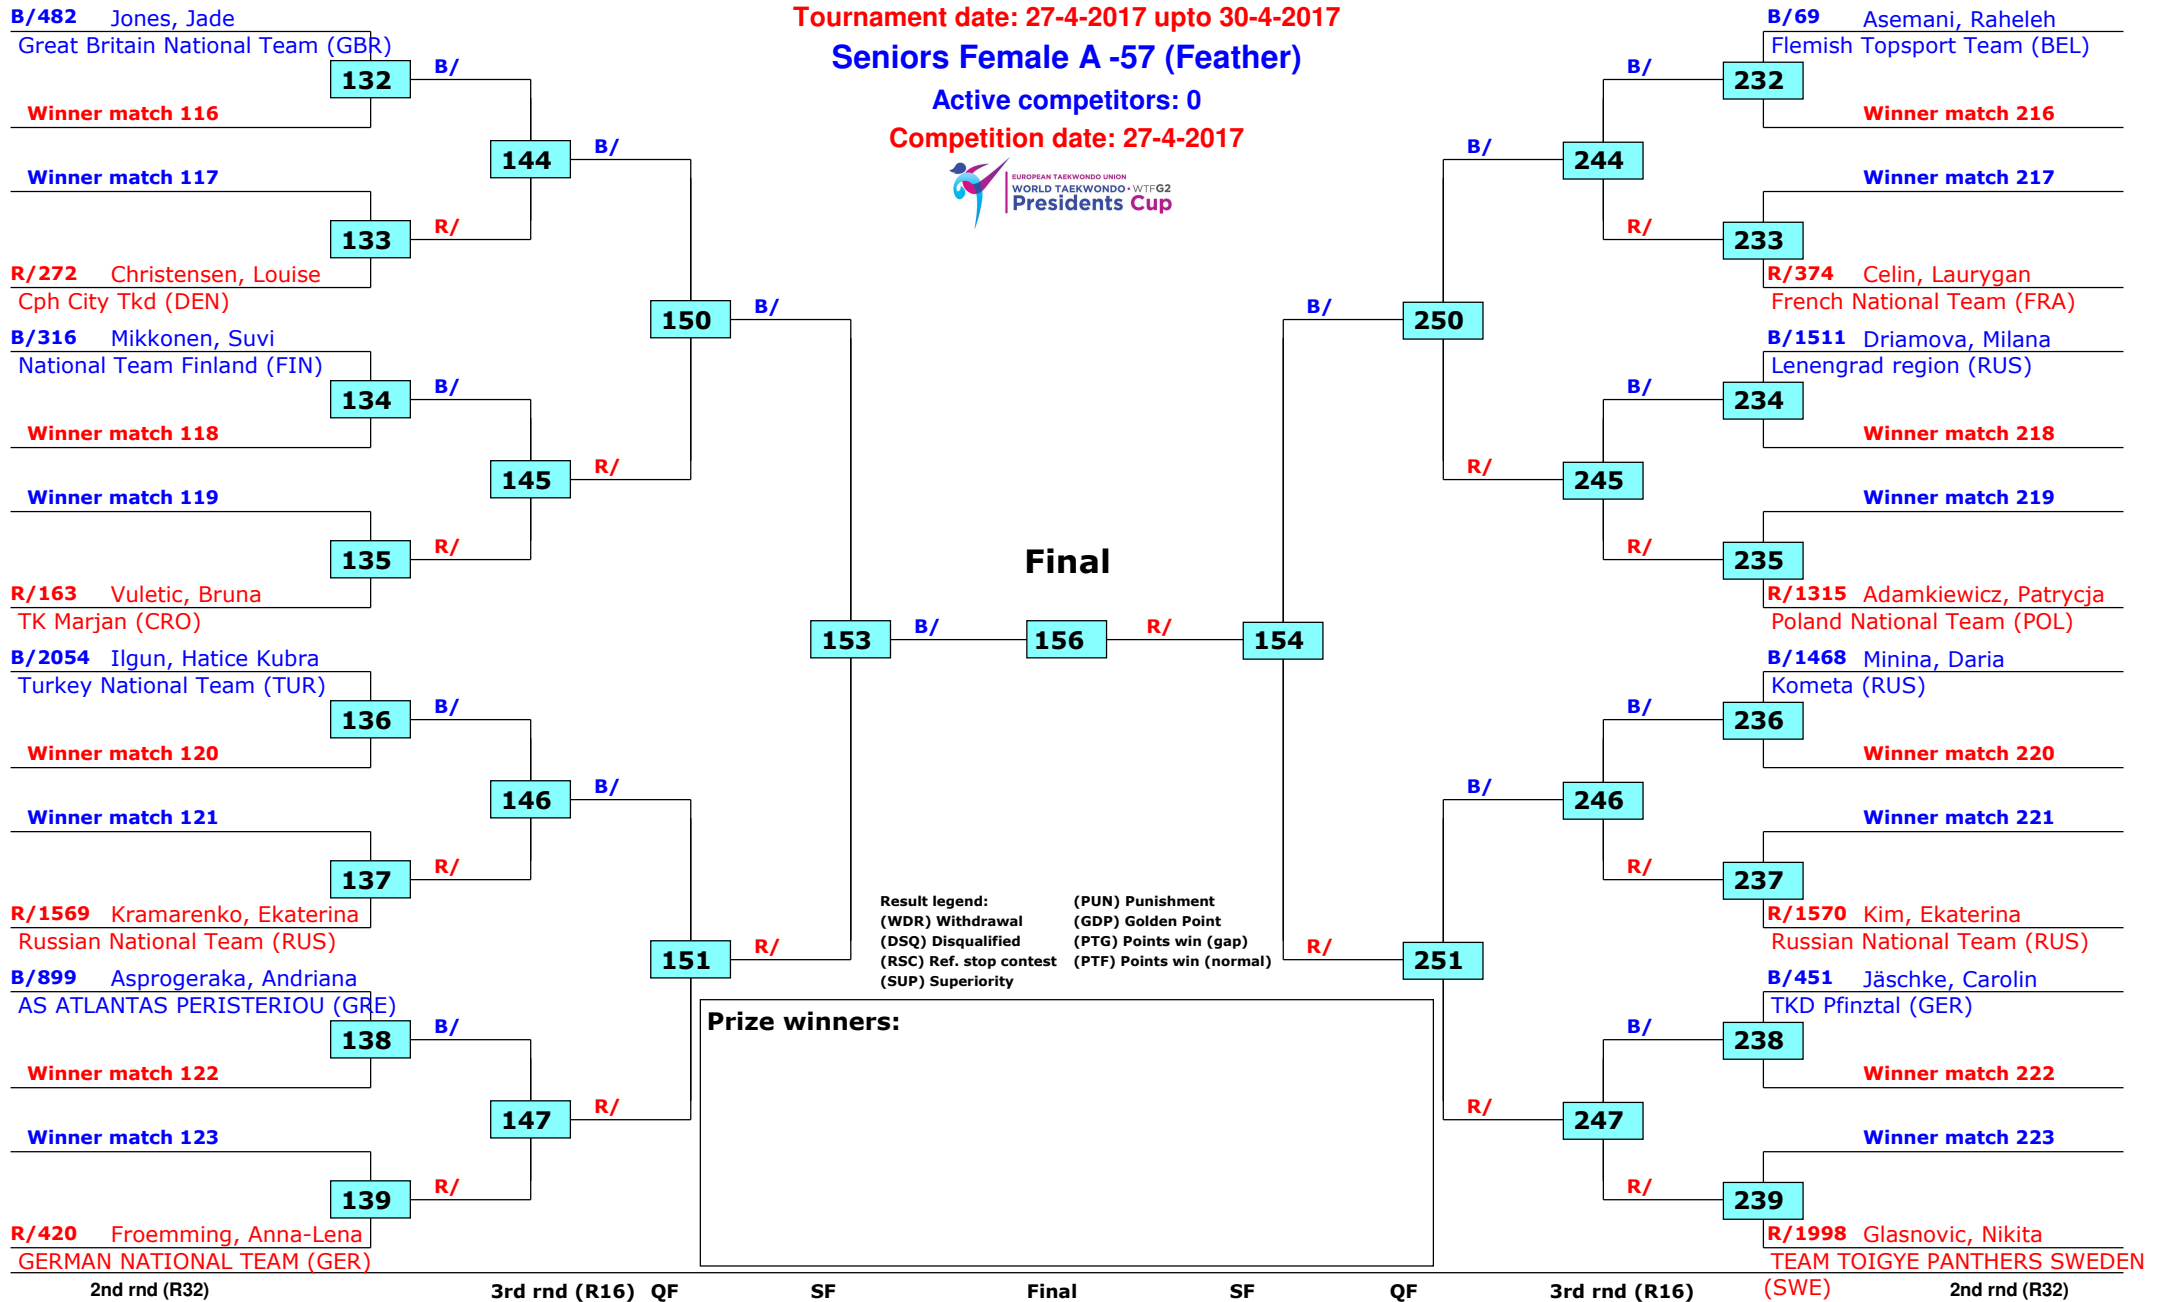 Tournament date: 27-4-2017 upto 30-4-2017
Seniors Female A -57 (Feather)
Active competitors: 0
Competition date: 27-4-2017
EUROPEAN TAEKWONDO UNION
WORLD TAEKWONDO • WTFG2
Presidents Cup
B/482 Jones, Jade
Great Britain National Team (GBR)
132
B/
Winner match 116
144
B/
Winner match 117
133
R/
R/272 Christensen, Louise
Cph City Tkd (DEN)
150
B/
B/316 Mikkonen, Suvi
National Team Finland (FIN)
134
B/
Winner match 118
145
R/
Winner match 119
135
R/
R/163 Vuletic, Bruna
TK Marjan (CRO)
153
B/
B/2054 Ilgun, Hatice Kubra
Turkey National Team (TUR)
136
B/
Winner match 120
146
B/
Winner match 121
137
R/
R/1569 Kramarenko, Ekaterina
Russian National Team (RUS)
151
R/
B/899 Asprogeraka, Andriana
AS ATLANTAS PERISTERIOU (GRE)
138
B/
Winner match 122
147
R/
Winner match 123
139
R/
R/420 Froemming, Anna-Lena
GERMAN NATIONAL TEAM (GER)
Final
156
R/
154
B/69 Asemani, Raheleh
Flemish Topsport Team (BEL)
B/
232
Winner match 216
B/
244
Winner match 217
R/
233
R/374 Celin, Laurygan
French National Team (FRA)
B/
250
B/1511 Driamova, Milana
Lenengrad region (RUS)
B/
234
Winner match 218
R/
245
Winner match 219
R/
235
R/1315 Adamkiewicz, Patrycja
Poland National Team (POL)
B/1468 Minina, Daria
Kometa (RUS)
B/
236
Winner match 220
B/
246
Winner match 221
R/
237
R/1570 Kim, Ekaterina
Russian National Team (RUS)
R/
251
B/451 Jäschke, Carolin
TKD Pfinztal (GER)
B/
238
Winner match 222
R/
247
Winner match 223
R/
239
R/1998 Glasnovic, Nikita
TEAM TOIGYE PANTHERS SWEDEN
(SWE)
Result legend: (PUN) Punishment
(WDR) Withdrawal (GDP) Golden Point
(DSQ) Disqualified (PTG) Points win (gap)
(RSC) Ref. stop contest (PTF) Points win (normal)
(SUP) Superiority
Prize winners:
2nd rnd (R32) 3rd rnd (R16) QF SF Final SF QF 3rd rnd (R16) 2nd rnd (R32)